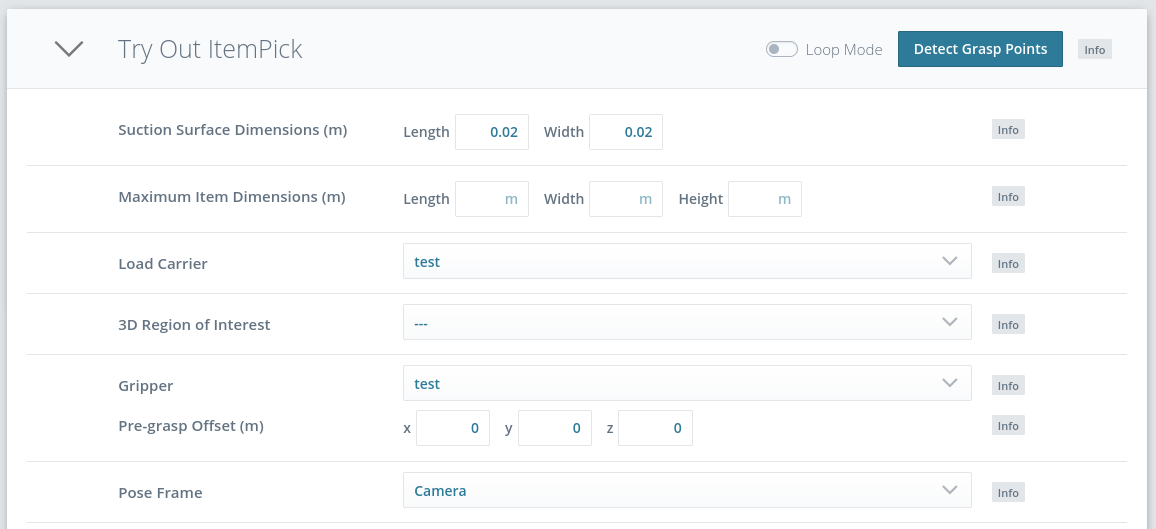 Try Out ItemPick Loop Mode Detect Grasp Points Info
Suction Surface Dimensions (m) Length 0.02 Width 0.02 Info
Maximum Item Dimensions (m) Length m Width m Height m Info
Load Carrier test Info
3D Region of Interest --- Info
Gripper test Info
Pre-grasp Offset (m) x 0 y 0 z 0 Info
Pose Frame Camera Info